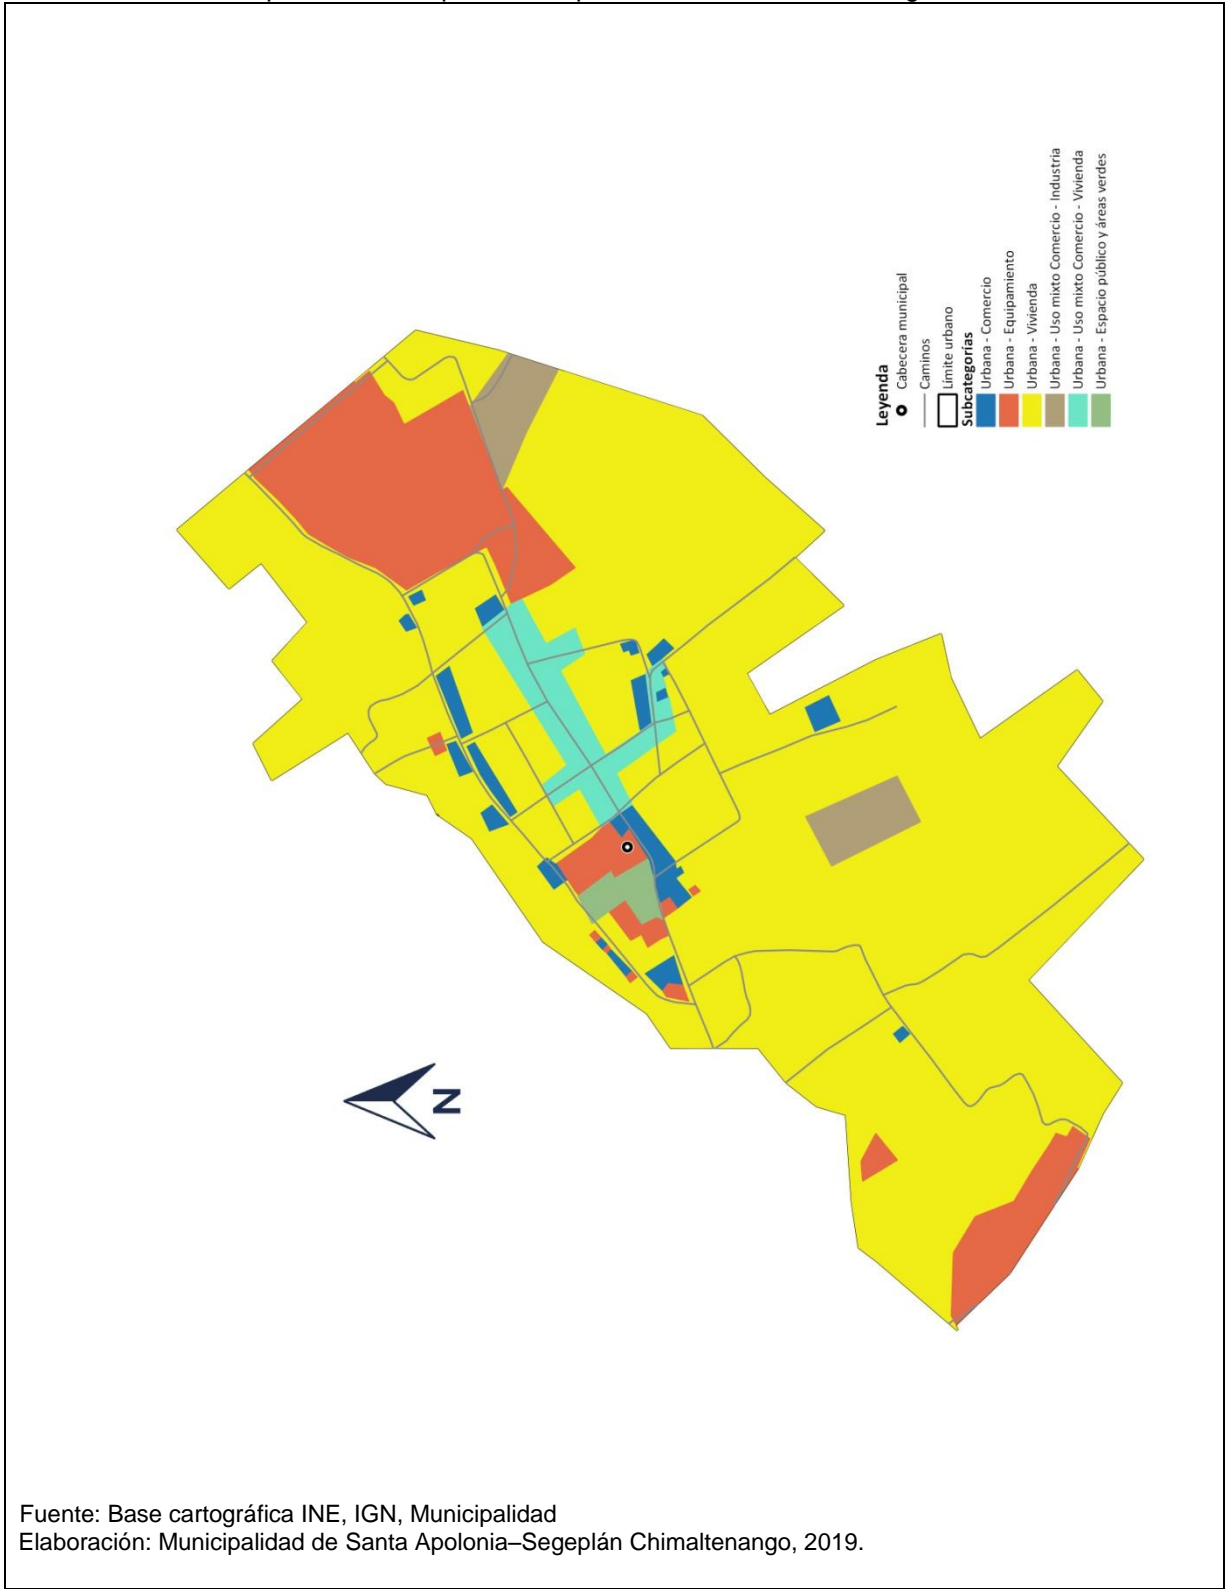 Leyenda
Cabecera municipal
Caminos
Límite urbano
Subcategorías
Urbana - Comercio
Urbana - Equipamiento
Urbana - Vivienda
Urbana - Uso mixto Comercio - Industria
Urbana - Uso mixto Comercio - Vivienda
Urbana - Espacio público y áreas verdes
N
Fuente: Base cartográfica INE, IGN, Municipalidad
Elaboración: Municipalidad de Santa Apolonia–Segeplán Chimaltenango, 2019.